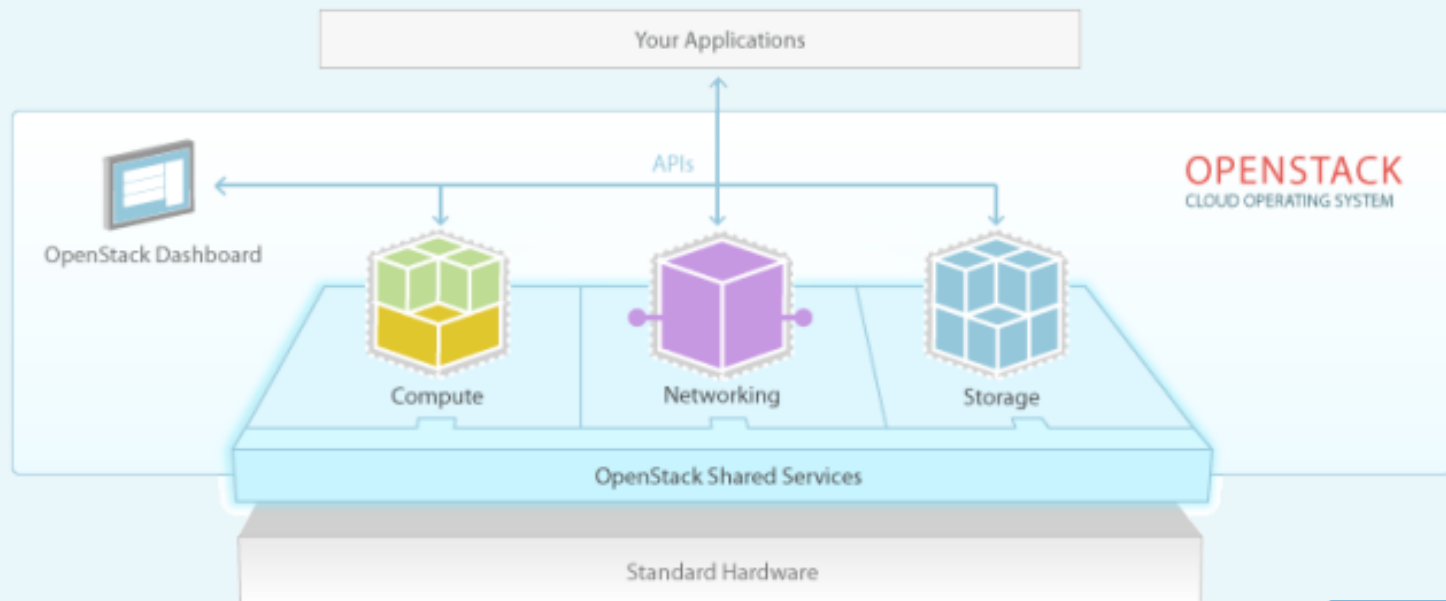 Your Applications
APIs
OPENSTACK
CLOUD OPERATING SYSTEM
OpenStack Dashboard
Compute
Networking
Storage
OpenStack Shared Services
Standard Hardware